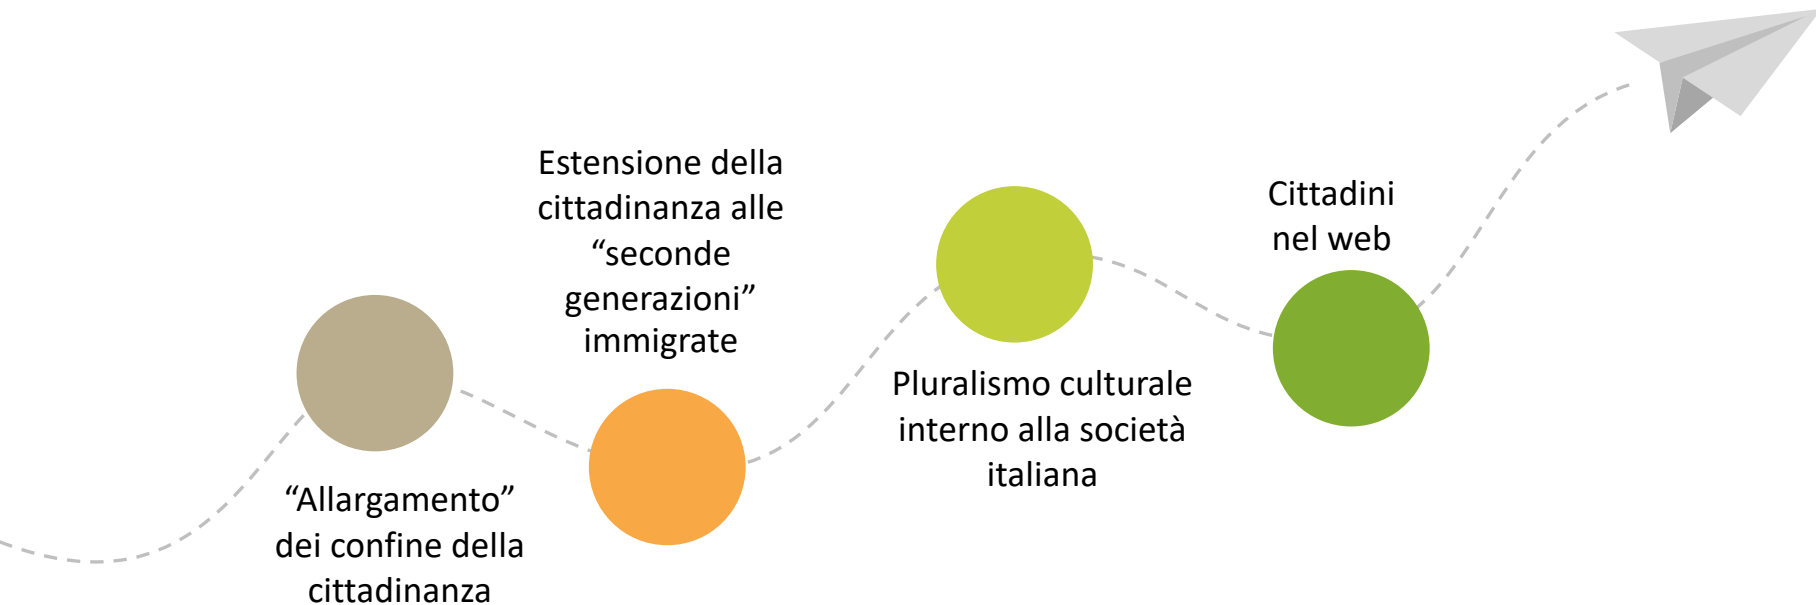 “Allargamento”
dei confine della
cittadinanza
Estensione della
cittadinanza alle
“seconde
generazioni”
immigrate
Pluralismo culturale
interno alla società
italiana
Cittadini
nel web